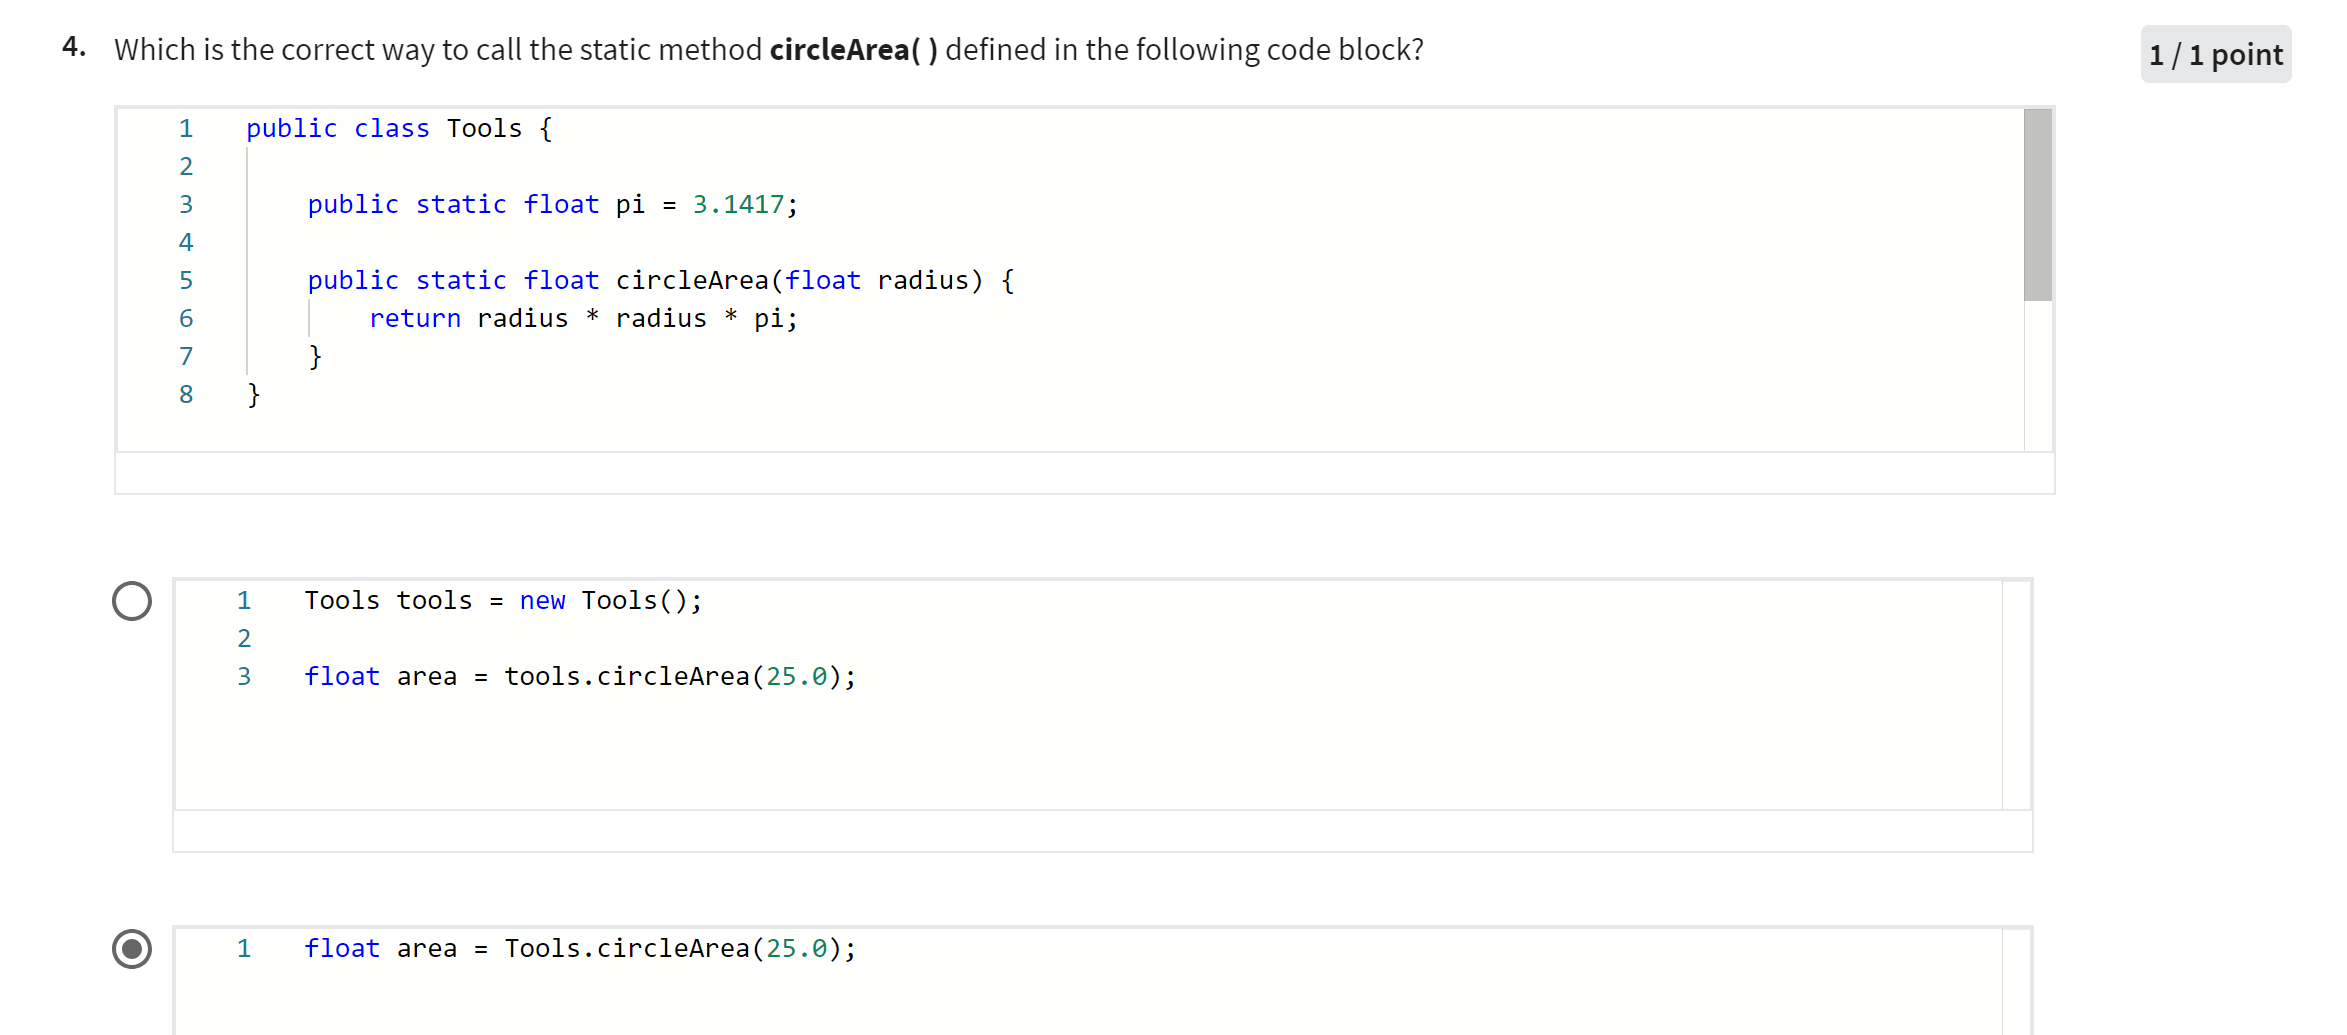 4. Which is the correct way to call the static method circleArea( ) defined in the following code block?
1 / 1 point
1 public class Tools {
2
3 public static float pi = 3.1417;
4
5 public static float circleArea(float radius) {
6 return radius * radius * pi;
7 }
8 }
1 Tools tools = new Tools();
2
3 float area = tools.circleArea(25.0);
1 float area = Tools.circleArea(25.0);